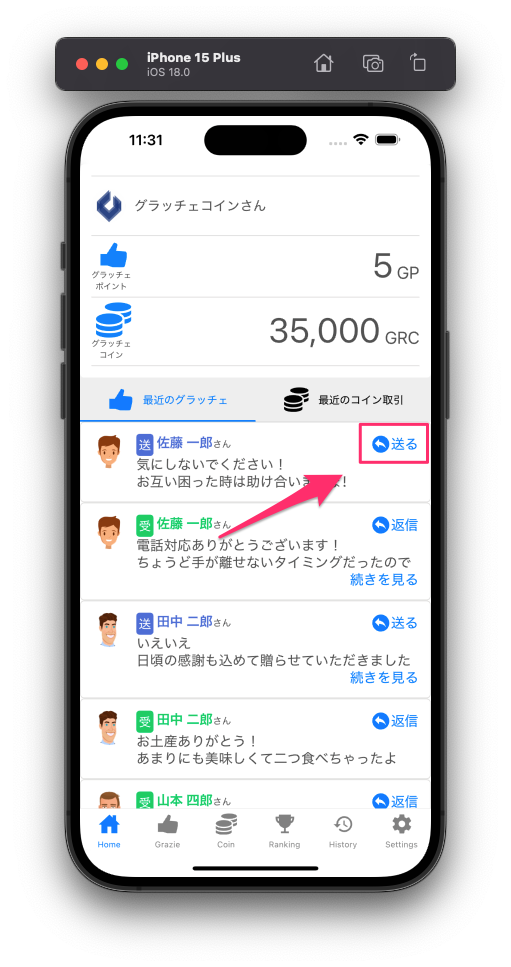 iPhone 15 Plus
iOS 18.0
11:31
グラッチェコインさん
グラッチェ
ポイント
5 GP
グラッチェ
コイン
35,000 GRC
最近のグラッチェ
最近のコイン取引
送 佐藤 一郎さん
送る
気にしないでください！
お互い困った時は助け合いま
受 佐藤 一郎さん
返信
電話対応ありがとうございます！
ちょうど手が離せないタイミングだったので
続きを見る
送 田中 二郎さん
送る
いえいえ
日頃の感謝も込めて贈らせていただきました
続きを見る
受 田中 二郎さん
返信
お土産ありがとう！
あまりにも美味しくて二つ食べちゃったよ
受 山本 四郎さん
返信
Home
Grazie
Coin
Ranking
History
Settings